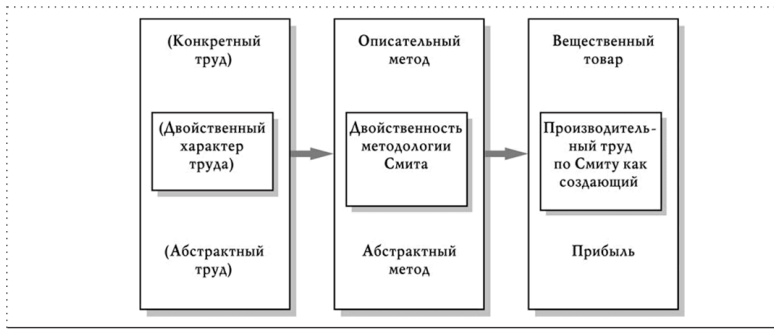 (Конкретный
труд)
(Двойственный
характер
труда)
(Абстрактный
труд)
Описательный
метод
Двойственность
методологии
Смита
Абстрактный
метод
Вещественный
товар
Производитель-
ный труд
по Смиту как
создающий
Прибыль